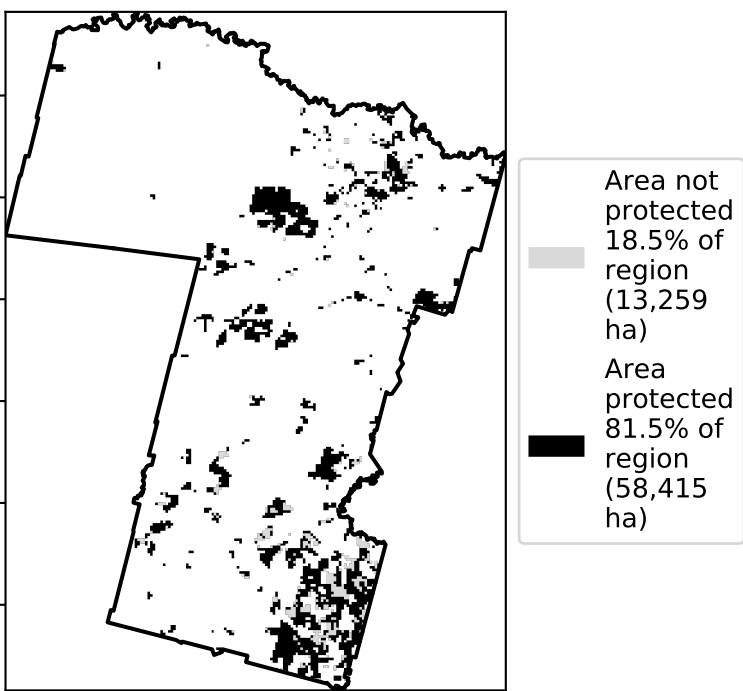 Area not
protected
18.5% of
region
(13,259
ha)
Area
protected
81.5% of
region
(58,415
ha)